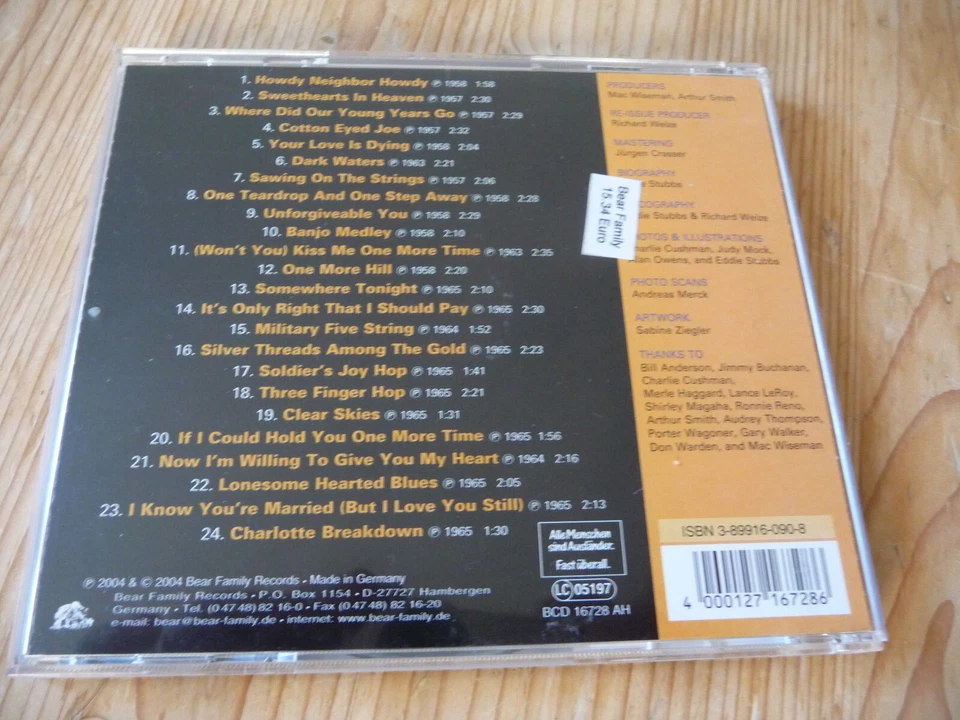 1. Howdy Neighbor Howdy ℗ 1958 1:58
2. Sweethearts In Heaven ℗ 1957 2:30
3. Where Did Our Young Years Go ℗ 1957 2:29
4. Cotton Eyed Joe ℗ 1957 2:32
5. Your Love Is Dying ℗ 1958 2:04
6. Dark Waters ℗ 1963 2:21
7. Sawing On The Strings ℗ 1957 2:06
8. One Teardrop And One Step Away ℗ 1958 2:28
9. Unforgiveable You ℗ 1958 2:29
10. Banjo Medley ℗ 1958 2:10
11. (Won't You) Kiss Me One More Time ℗ 1963 2:35
12. One More Hill ℗ 1958 2:20
13. Somewhere Tonight ℗ 1965 2:10
14. It's Only Right That I Should Pay ℗ 1965 2:30
15. Military Five String ℗ 1964 1:52
16. Silver Threads Among The Gold ℗ 1965 2:23
17. Soldier's Joy Hop ℗ 1965 1:41
18. Three Finger Hop ℗ 1965 2:21
19. Clear Skies ℗ 1965 1:31
20. If I Could Hold You One More Time ℗ 1965 1:56
21. Now I'm Willing To Give You My Heart ℗ 1964 2:16
22. Lonesome Hearted Blues ℗ 1965 2:05
23. I Know You're Married (But I Love You Still) ℗ 1965 2:13
24. Charlotte Breakdown ℗ 1965 1:30
℗ 2004 & © 2004 Bear Family Records • Made in Germany
Bear Family Records • P.O. Box 1154 • D-27727 Hambergen
Germany • Tel. (0 47 48) 82 16-0 • Fax (0 47 48) 82 16-20
e-mail: bear@bear-family.de • internet: www.bear-family.de
Alle Menschen
sind Ausländer.
Fast überall.
LC 05197
BCD 16728 AH
PRODUCERS
Mac Wiseman, Arthur Smith
RE-ISSUE PRODUCER
Richard Weize
MASTERING
Jürgen Crasser
BIOGRAPHY
Stubbs
COGRAPHY
die Stubbs & Richard Weize
HOTOS & ILLUSTRATIONS
Charlie Cushman, Judy Mock,
Alan Owens, and Eddie Stubbs
PHOTO SCANS
Andreas Merck
ARTWORK
Sabine Ziegler
THANKS TO
Bill Anderson, Jimmy Buchanan,
Charlie Cushman,
Merle Haggard, Lance LeRoy,
Shirley Magaha, Ronnie Reno,
Arthur Smith, Audrey Thompson,
Porter Wagoner, Gary Walker,
Don Warden, and Mac Wiseman
Bear Family
15.34 Euro
ISBN 3-89916-090-8
4 000127 167286